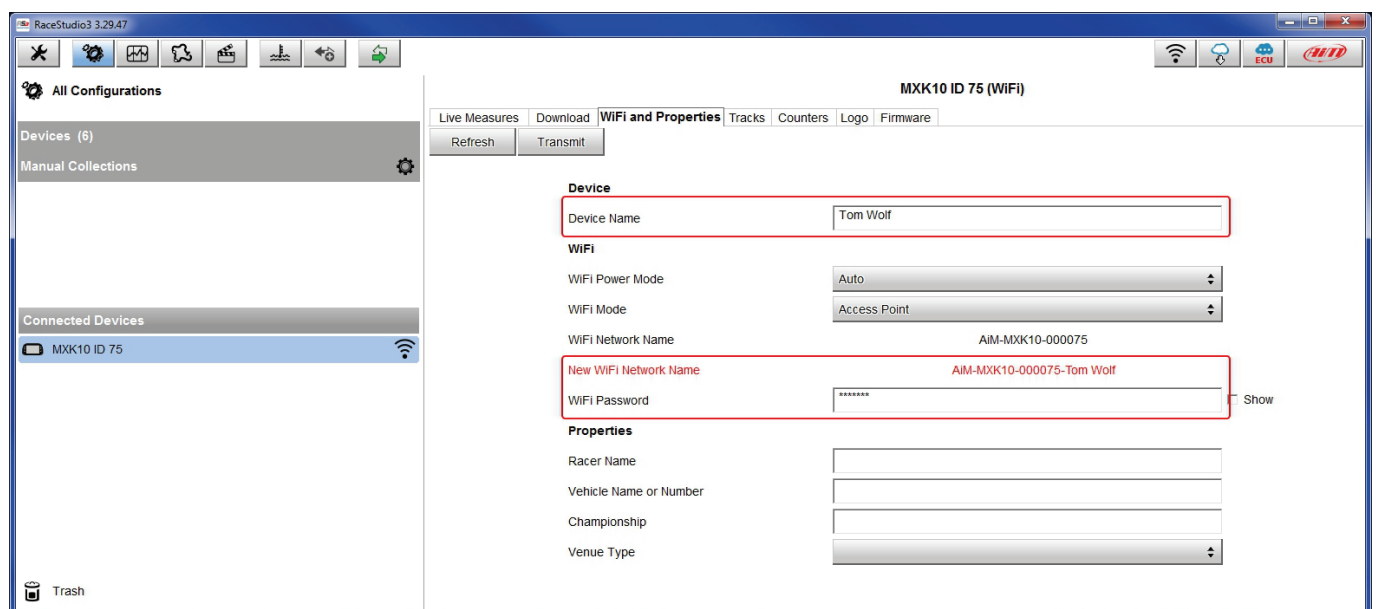 RaceStudio3 3.29.47
ECU
AiM
All Configurations
MXK10 ID 75 (WiFi)
Live Measures Download WiFi and Properties Tracks Counters Logo Firmware
Devices (6)
Refresh Transmit
Manual Collections
Device
Device Name Tom Wolf
WiFi
WiFi Power Mode Auto
WiFi Mode Access Point
Connected Devices
WiFi Network Name AiM-MXK10-000075
MXK10 ID 75
New WiFi Network Name AiM-MXK10-000075-Tom Wolf
WiFi Password ******* Show
Properties
Racer Name
Vehicle Name or Number
Championship
Venue Type
Trash